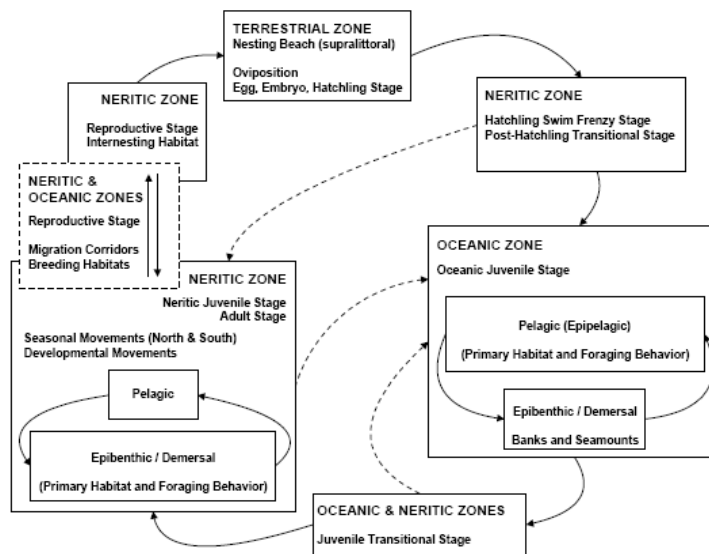 TERRESTRIAL ZONE
Nesting Beach (supralittoral)
Oviposition
Egg, Embryo, Hatchling Stage
NERITIC ZONE
Hatchling Swim Frenzy Stage
Post-Hatchling Transitional Stage
NERITIC ZONE
Reproductive Stage
Internesting Habitat
NERITIC &
OCEANIC ZONES
Reproductive Stage
Migration Corridors
Breeding Habitats
OCEANIC ZONE
Oceanic Juvenile Stage
Pelagic (Epipelagic)
(Primary Habitat and Foraging Behavior)
Epibenthic / Demersal
Banks and Seamounts
NERITIC ZONE
Neritic Juvenile Stage
Adult Stage
Seasonal Movements (North & South)
Developmental Movements
Pelagic
Epibenthic / Demersal
(Primary Habitat and Foraging Behavior)
OCEANIC & NERITIC ZONES
Juvenile Transitional Stage